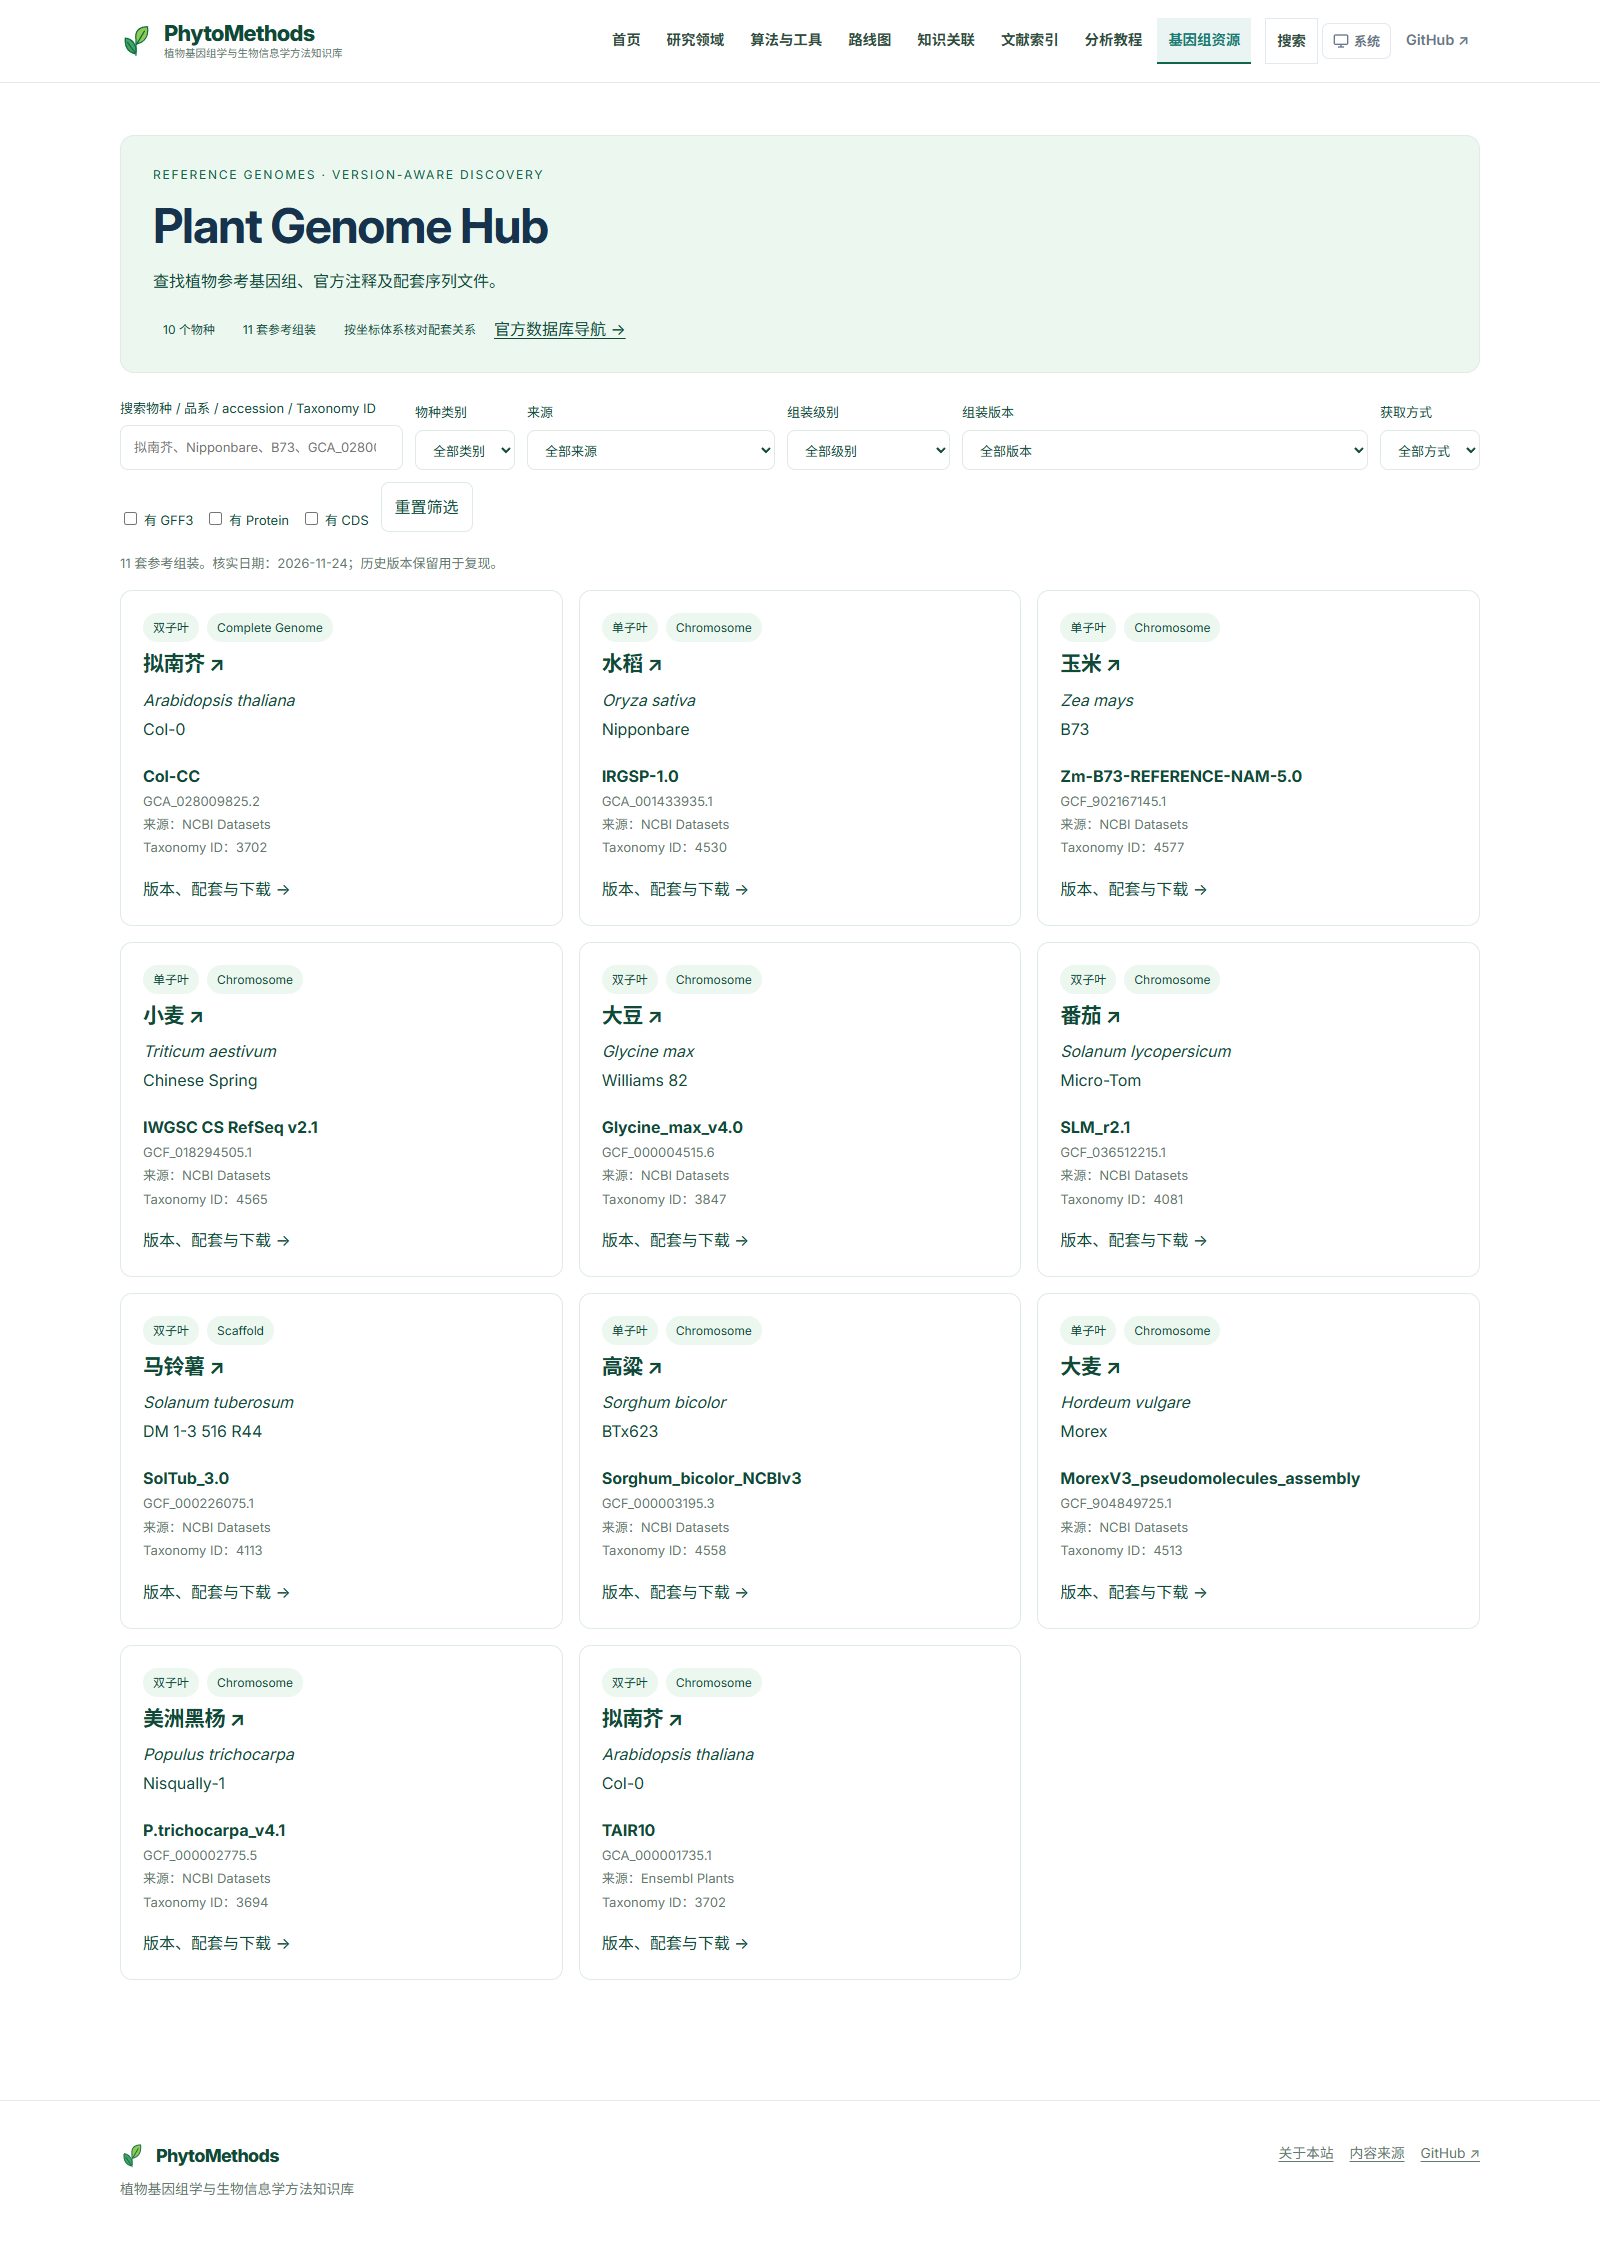 PhytoMethods
植物基因组学与生物信息学方法知识库
首页 研究领域 算法与工具 路线图 知识关联 文献索引 分析教程 基因组资源 搜索 系统 GitHub ↗
REFERENCE GENOMES · VERSION-AWARE DISCOVERY
Plant Genome Hub
查找植物参考基因组、官方注释及配套序列文件。
10 个物种 11 套参考组装 按坐标体系核对配套关系 官方数据库导航 →
搜索物种 / 品系 / accession / Taxonomy ID 物种类别 来源 组装级别 组装版本 获取方式
拟南芥、Nipponbare、B73、GCA_0280 全部类别 全部来源 全部级别 全部版本 全部方式
有 GFF3 有 Protein 有 CDS 重置筛选
11 套参考组装。核实日期：2026-11-24；历史版本保留用于复现。
双子叶 Complete Genome
拟南芥 ↗
Arabidopsis thaliana
Col-0
Col-CC
GCA_028009825.2
来源：NCBI Datasets
Taxonomy ID：3702
版本、配套与下载 →
单子叶 Chromosome
水稻 ↗
Oryza sativa
Nipponbare
IRGSP-1.0
GCA_001433935.1
来源：NCBI Datasets
Taxonomy ID：4530
版本、配套与下载 →
单子叶 Chromosome
玉米 ↗
Zea mays
B73
Zm-B73-REFERENCE-NAM-5.0
GCF_902167145.1
来源：NCBI Datasets
Taxonomy ID：4577
版本、配套与下载 →
单子叶 Chromosome
小麦 ↗
Triticum aestivum
Chinese Spring
IWGSC CS RefSeq v2.1
GCF_018294505.1
来源：NCBI Datasets
Taxonomy ID：4565
版本、配套与下载 →
双子叶 Chromosome
大豆 ↗
Glycine max
Williams 82
Glycine_max_v4.0
GCF_000004515.6
来源：NCBI Datasets
Taxonomy ID：3847
版本、配套与下载 →
双子叶 Chromosome
番茄 ↗
Solanum lycopersicum
Micro-Tom
SLM_r2.1
GCF_036512215.1
来源：NCBI Datasets
Taxonomy ID：4081
版本、配套与下载 →
双子叶 Scaffold
马铃薯 ↗
Solanum tuberosum
DM 1-3 516 R44
SolTub_3.0
GCF_000226075.1
来源：NCBI Datasets
Taxonomy ID：4113
版本、配套与下载 →
单子叶 Chromosome
高粱 ↗
Sorghum bicolor
BTx623
Sorghum_bicolor_NCBIv3
GCF_000003195.3
来源：NCBI Datasets
Taxonomy ID：4558
版本、配套与下载 →
单子叶 Chromosome
大麦 ↗
Hordeum vulgare
Morex
MorexV3_pseudomolecules_assembly
GCF_904849725.1
来源：NCBI Datasets
Taxonomy ID：4513
版本、配套与下载 →
双子叶 Chromosome
美洲黑杨 ↗
Populus trichocarpa
Nisqually-1
P.trichocarpa_v4.1
GCF_000002775.5
来源：NCBI Datasets
Taxonomy ID：3694
版本、配套与下载 →
双子叶 Chromosome
拟南芥 ↗
Arabidopsis thaliana
Col-0
TAIR10
GCA_000001735.1
来源：Ensembl Plants
Taxonomy ID：3702
版本、配套与下载 →
PhytoMethods
植物基因组学与生物信息学方法知识库
关于本站 内容来源 GitHub ↗